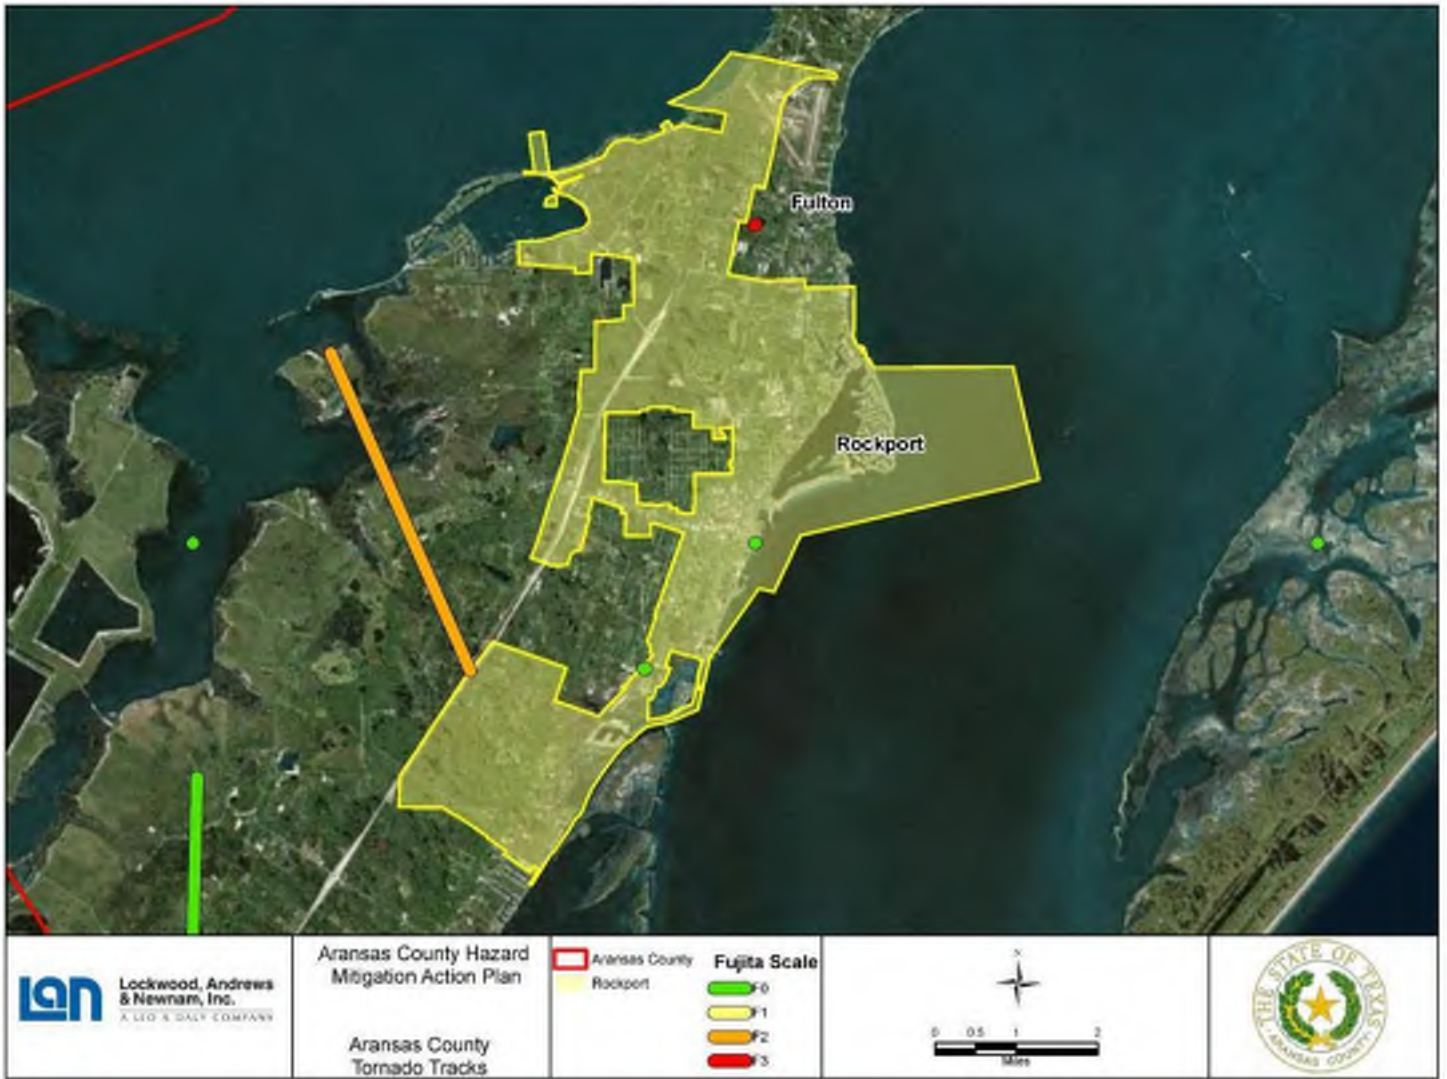 Fulton
Rockport
LAN
Lockwood, Andrews
& Newnam, Inc.
A LEO A DALY COMPANY
Aransas County Hazard
Mitigation Action Plan
Aransas County
Tornado Tracks
Aransas County
Rockport
Fujita Scale
F0
F1
F2
F3
N
0 0.5 1 2
Miles
THE STATE OF TEXAS
ARANSAS COUNTY